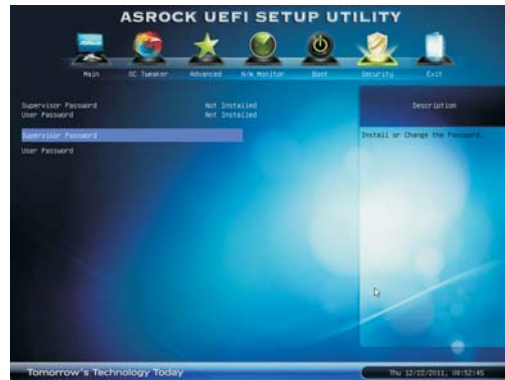 ASROCK UEFI SETUP UTILITY
Main OC Tweaker Advanced H/W Monitor Boot Security Exit
Supervisor Password Not Installed
User Password Not Installed
Supervisor Password
User Password
Description
Install or Change the Password.
Tomorrow's Technology Today
Thu 12/22/2011, 08:52:45